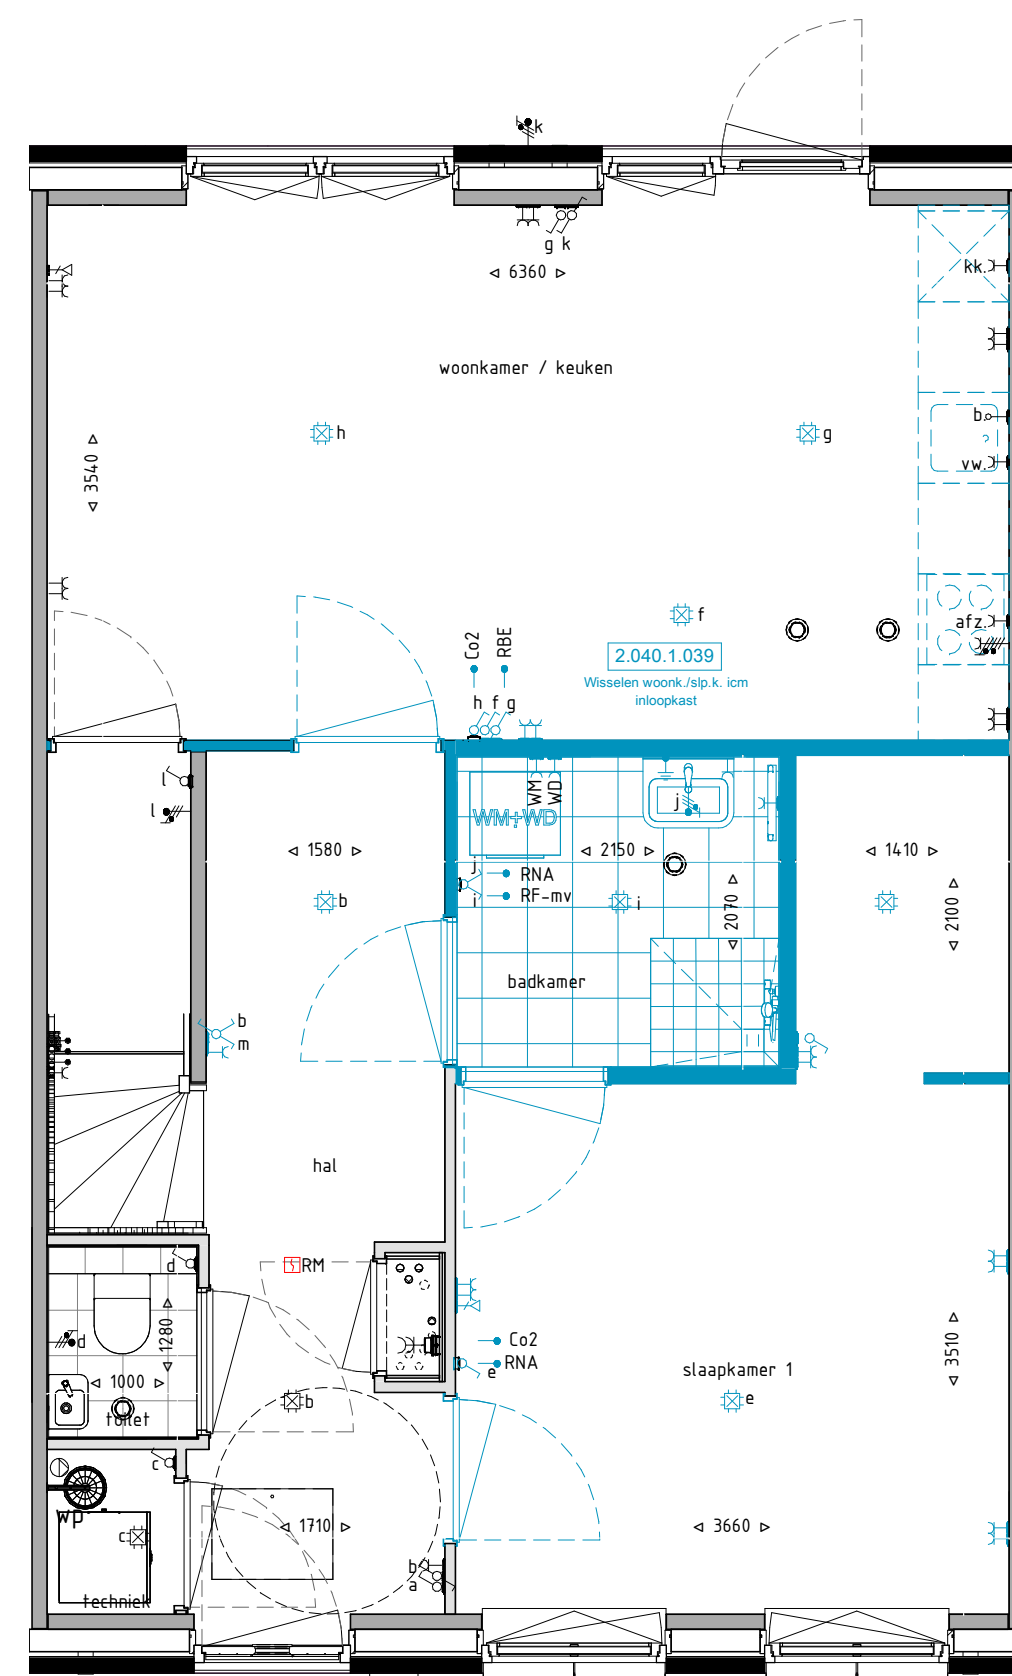 k
g k
6360
kk.
woonkamer / keuken
h
g
b.
3540
vw.
f
afz.
Co2
RBE
2.040.1.039
Wisselen woonk./slp.k. icm
inloopkast
h f g
l
l
WM
WD
WM+WD
j
1580
2150
1410
j
RNA
RF-mv
i
b
i
2070
2100
badkamer
b
m
hal
d
RM
d
1280
Co2
RNA
e
3510
slaapkamer 1
1000
e
b
toilet
c
wp
c
1710
3660
b
a
techniek